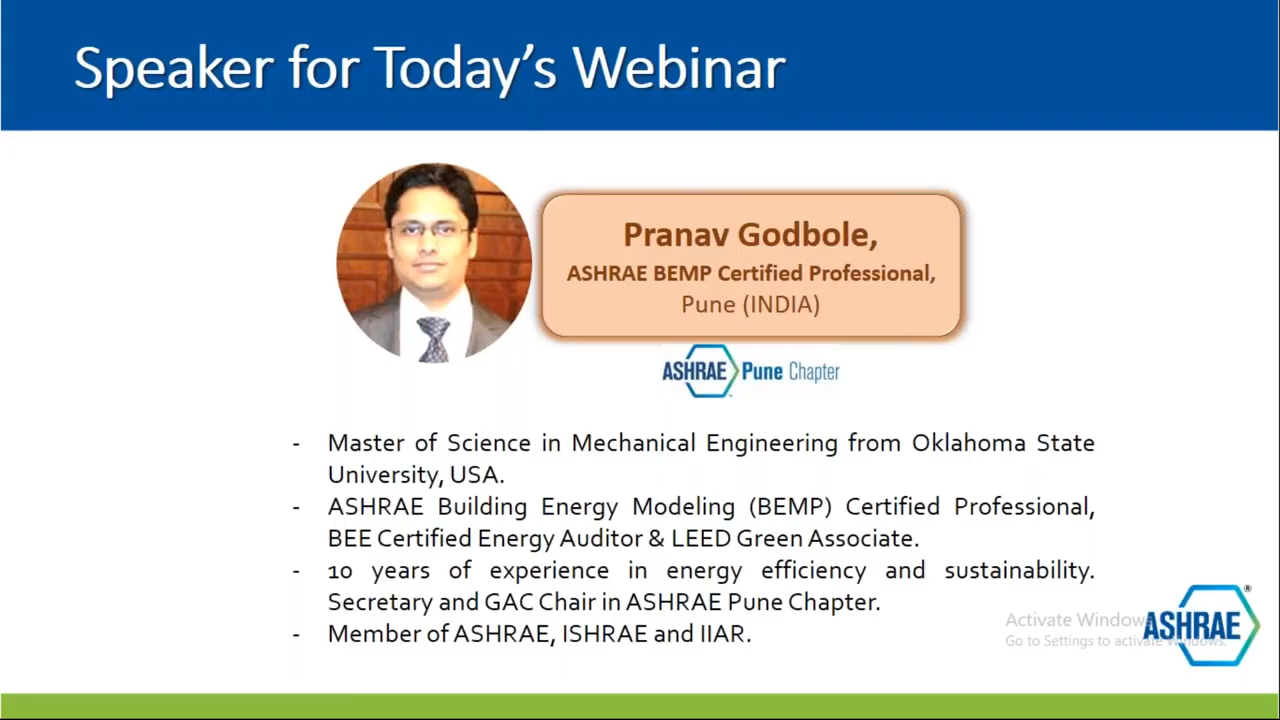 Speaker for Today's Webinar
Pranav Godbole,
ASHRAE BEMP Certified Professional,
Pune (INDIA)
ASHRAE Pune Chapter
- Master of Science in Mechanical Engineering from Oklahoma State
University, USA.
- ASHRAE Building Energy Modeling (BEMP) Certified Professional,
BEE Certified Energy Auditor & LEED Green Associate.
- 10 years of experience in energy efficiency and sustainability.
Secretary and GAC Chair in ASHRAE Pune Chapter.
- Member of ASHRAE, ISHRAE and IIAR.
Activate Windows
Go to Settings to activate Windows.
ASHRAE®